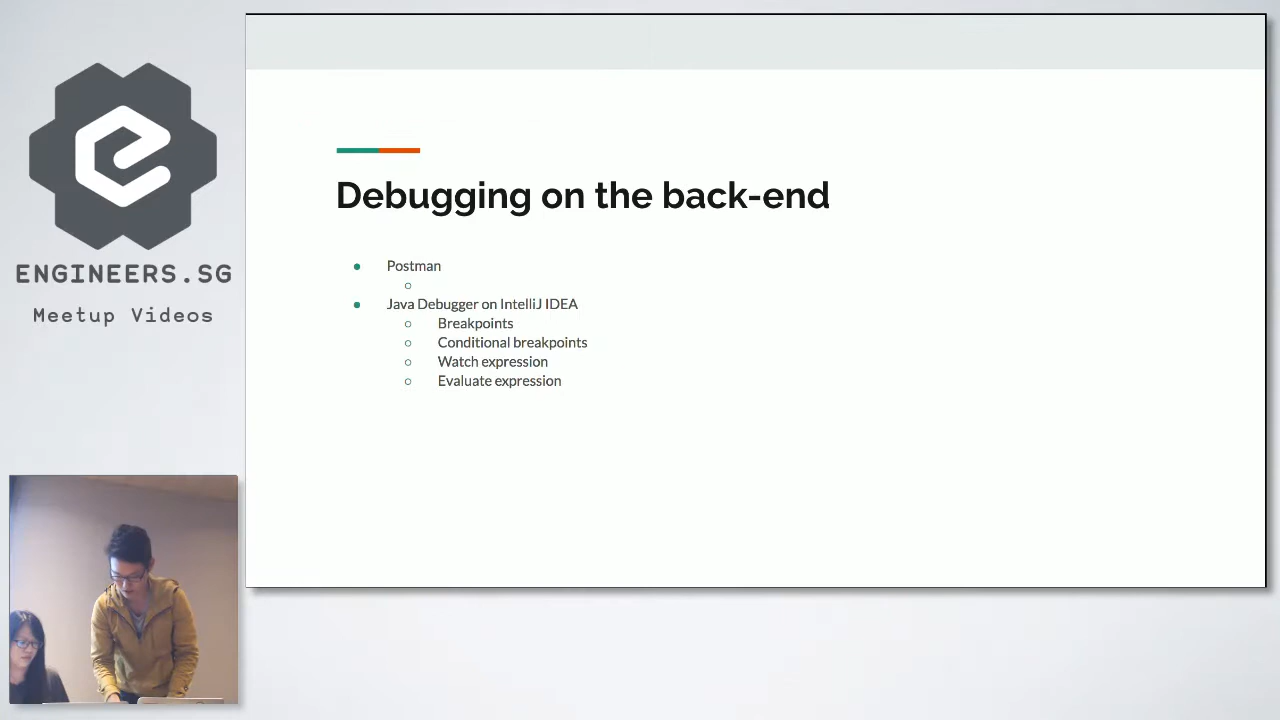 ENGINEERS.SG
Meetup Videos
Debugging on the back-end
Postman
Java Debugger on IntelliJ IDEA
Breakpoints
Conditional breakpoints
Watch expression
Evaluate expression